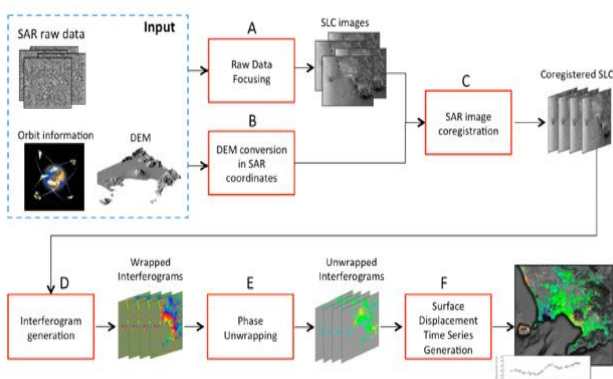 SAR raw data
Input
Orbit information
DEM
A
Raw Data
Focusing
SLC images
B
DEM conversion
in SAR
coordinates
C
SAR image
coregistration
Coregistered SLC
D
Interferogram
generation
Wrapped
Interferograms
E
Phase
Unwrapping
Unwrapped
Interferograms
F
Surface
Displacement
Time Series
Generation